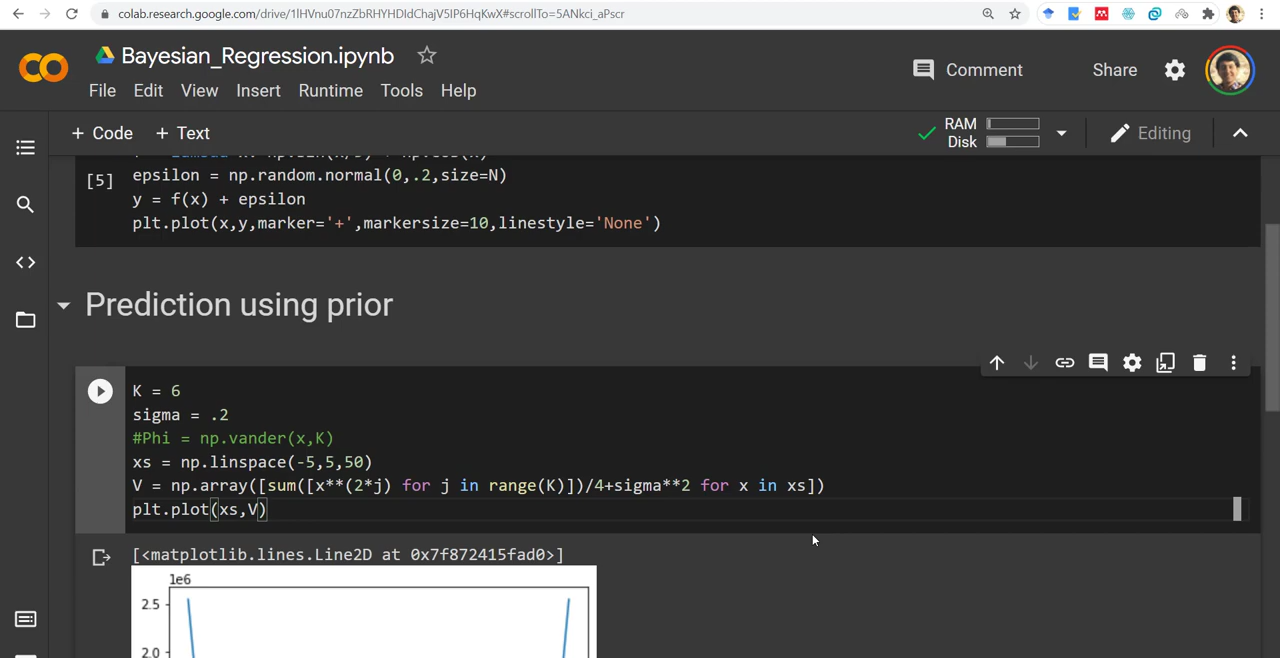 colab.research.google.com/drive/1lHVnu07nzZbRHYHDIdChajV5IP6HqKwX#scrollTo=5ANkci_aPscr
Bayesian_Regression.ipynb
Comment
Share
File Edit View Insert Runtime Tools Help
+ Code + Text
RAM
Disk
Editing
[5]
epsilon = np.random.normal(0,.2,size=N)
y = f(x) + epsilon
plt.plot(x,y,marker='+',markersize=10,linestyle='None')
Prediction using prior
K = 6
sigma = .2
#Phi = np.vander(x,K)
xs = np.linspace(-5,5,50)
V = np.array([sum([x**(2*j) for j in range(K)])/4+sigma**2 for x in xs])
plt.plot(xs,V)
[<matplotlib.lines.Line2D at 0x7f872415fad0>]
1e6
2.5
2.0